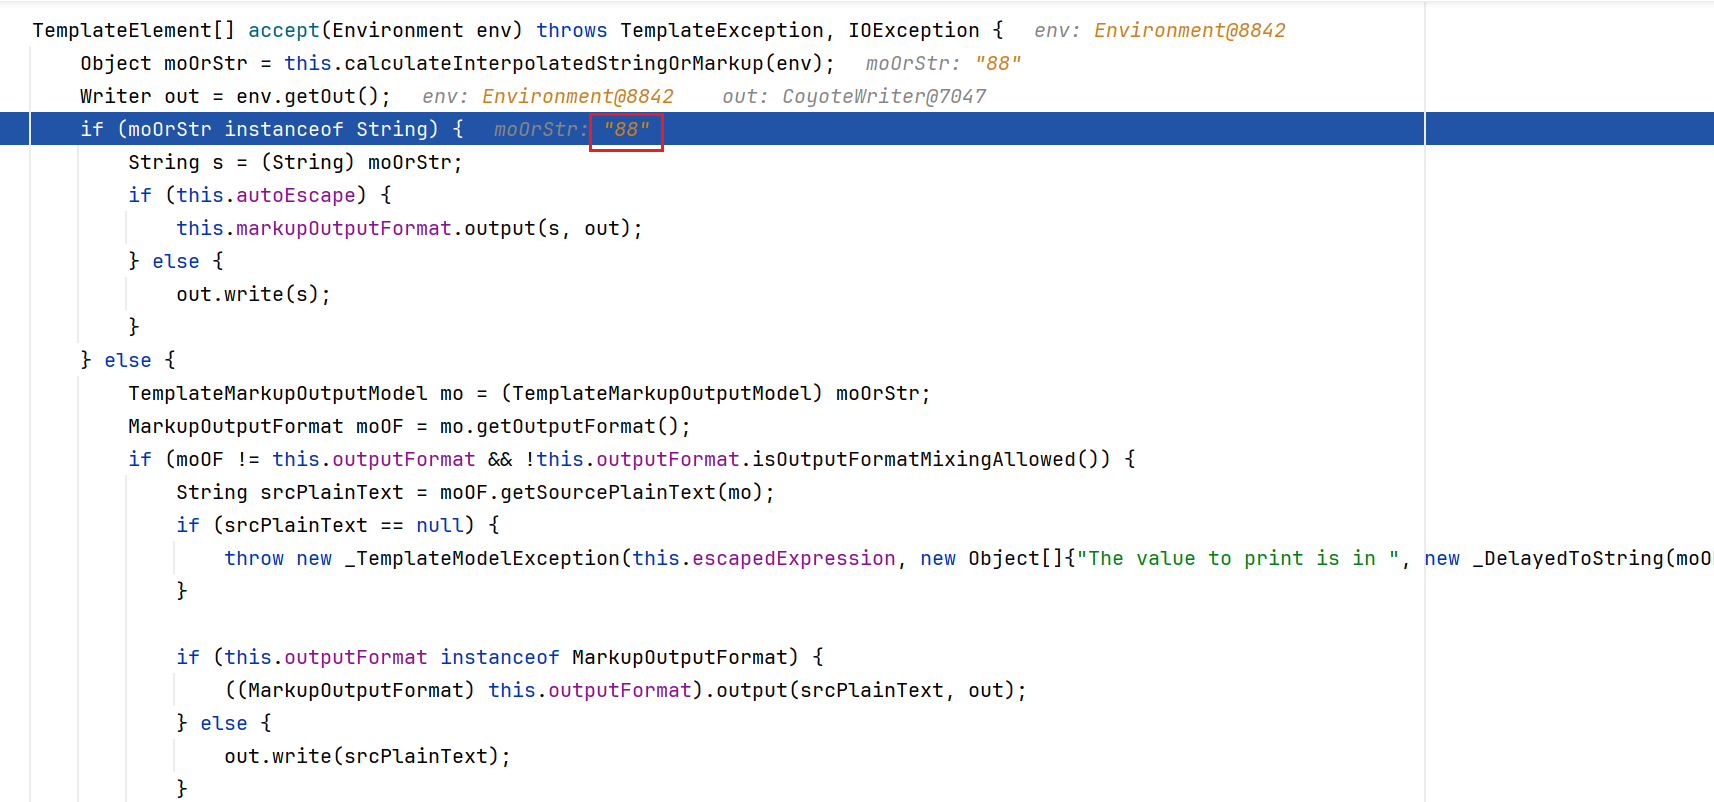 TemplateElement[] accept(Environment env) throws TemplateException, IOException {   env: Environment@8842
    Object moOrStr = this.calculateInterpolatedStringOrMarkup(env);   moOrStr: "88"
    Writer out = env.getOut();   env: Environment@8842    out: CoyoteWriter@7047
    if (moOrStr instanceof String) {   moOrStr: "88"
        String s = (String) moOrStr;
        if (this.autoEscape) {
            this.markupOutputFormat.output(s, out);
        } else {
            out.write(s);
        }
    } else {
        TemplateMarkupOutputModel mo = (TemplateMarkupOutputModel) moOrStr;
        MarkupOutputFormat moOF = mo.getOutputFormat();
        if (moOF != this.outputFormat && !this.outputFormat.isOutputFormatMixingAllowed()) {
            String srcPlainText = moOF.getSourcePlainText(mo);
            if (srcPlainText == null) {
                throw new _TemplateModelException(this.escapedExpression, new Object[]{"The value to print is in ", new _DelayedToString(moO
            }

            if (this.outputFormat instanceof MarkupOutputFormat) {
                ((MarkupOutputFormat) this.outputFormat).output(srcPlainText, out);
            } else {
                out.write(srcPlainText);
            }